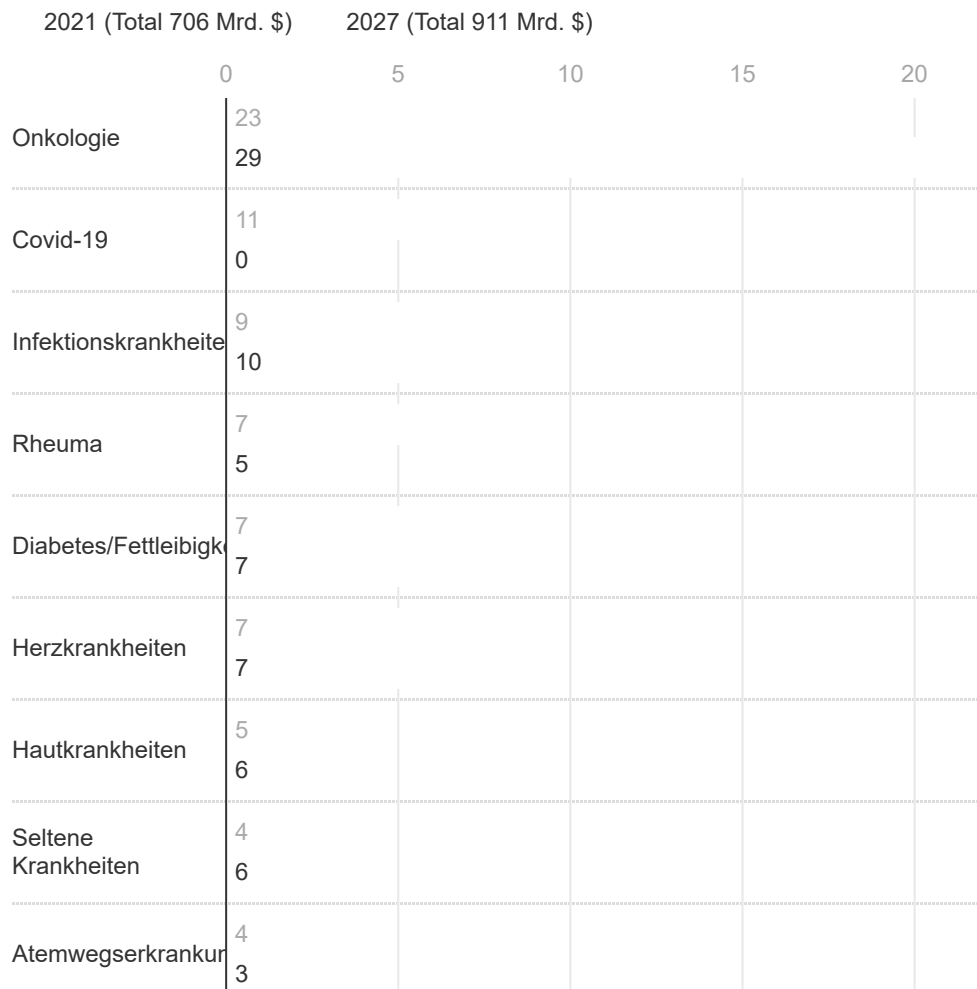 2021 (Total 706 Mrd. $) 2027 (Total 911 Mrd. $)
0 5 10 15 20
Onkologie
23
29
Covid-19
11
0
Infektionskrankheite
9
10
Rheuma
7
5
Diabetes/Fettleibigk
7
7
Herzkrankheiten
7
7
Hautkrankheiten
5
6
Seltene
Krankheiten
4
6
Atemwegserkrankun
4
3